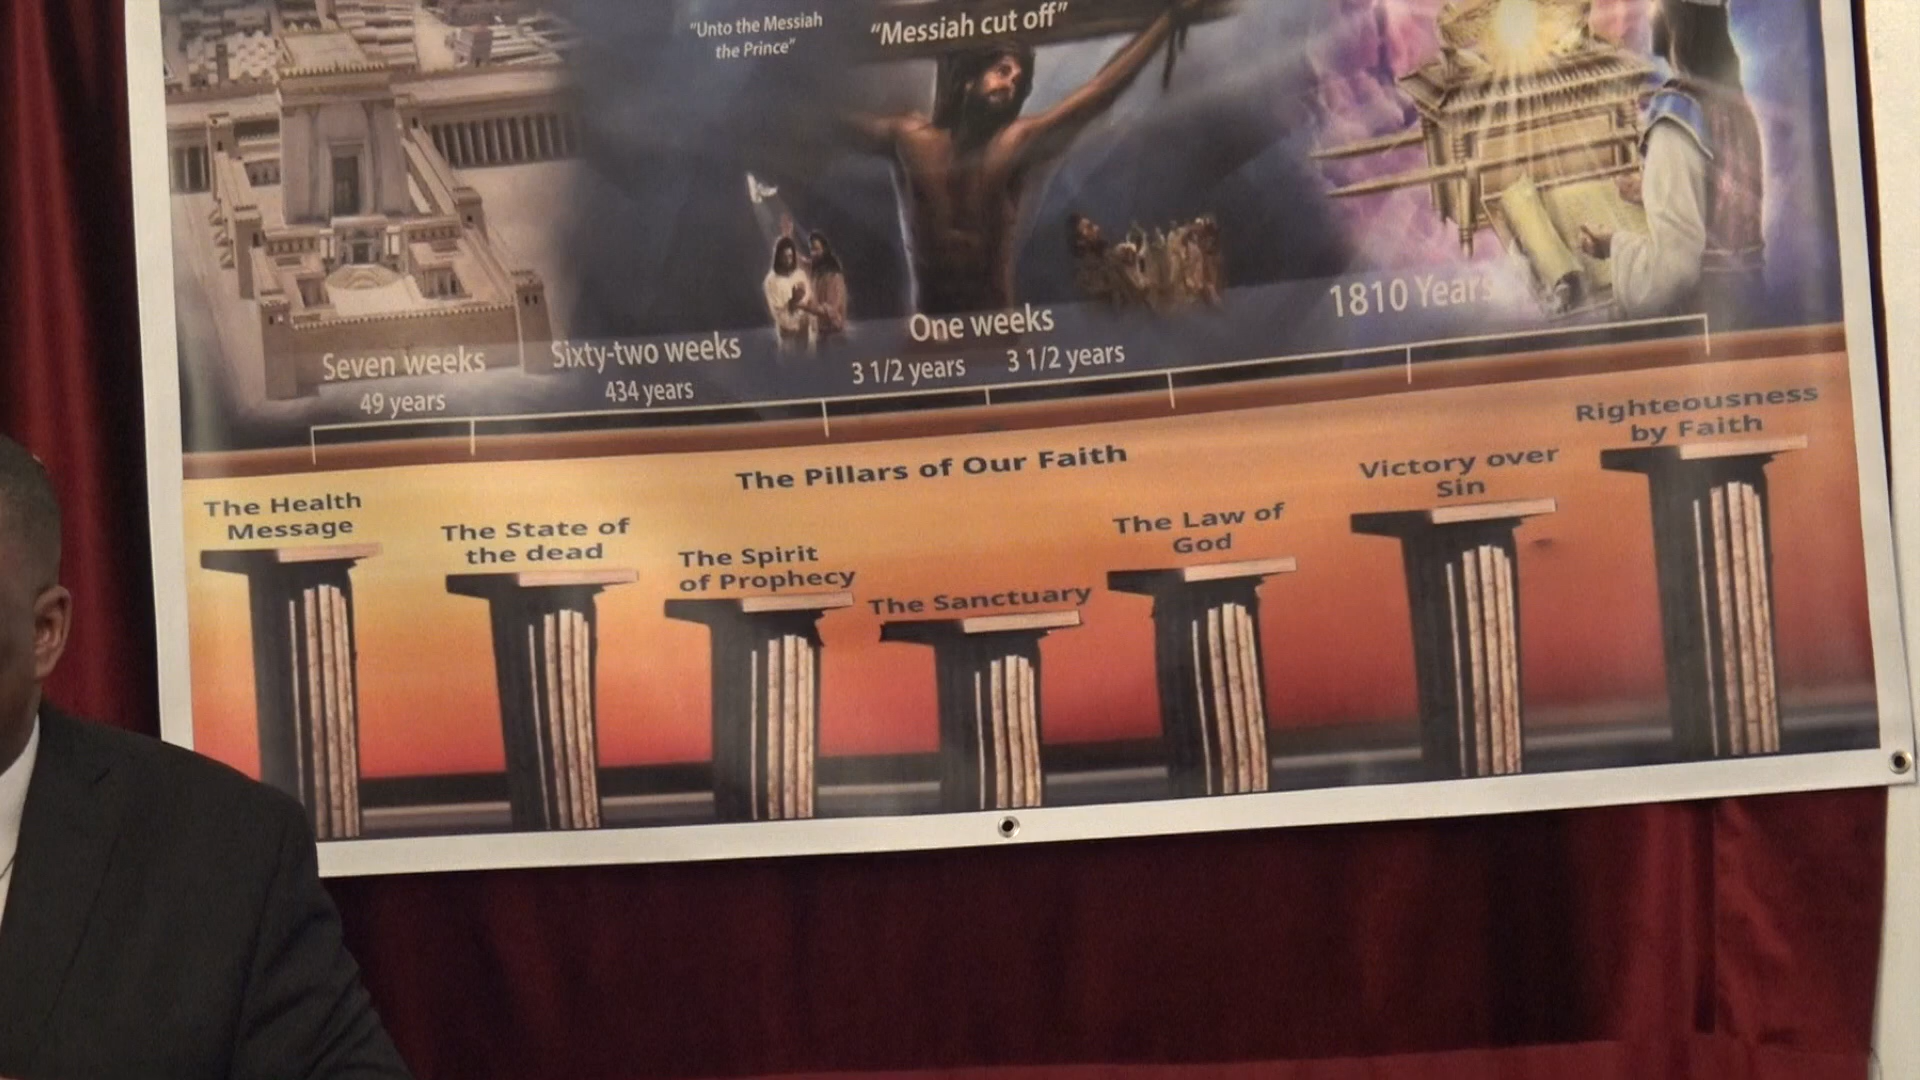 "Unto the Messiah
the Prince"
"Messiah cut off"
1810 Years
One weeks
Seven weeks
Sixty-two weeks
3 1/2 years
3 1/2 years
49 years
434 years
The Pillars of Our Faith
The Health
Message
The State of
the dead
The Spirit
of Prophecy
The Sanctuary
The Law of
God
Victory over
Sin
Righteousness
by Faith